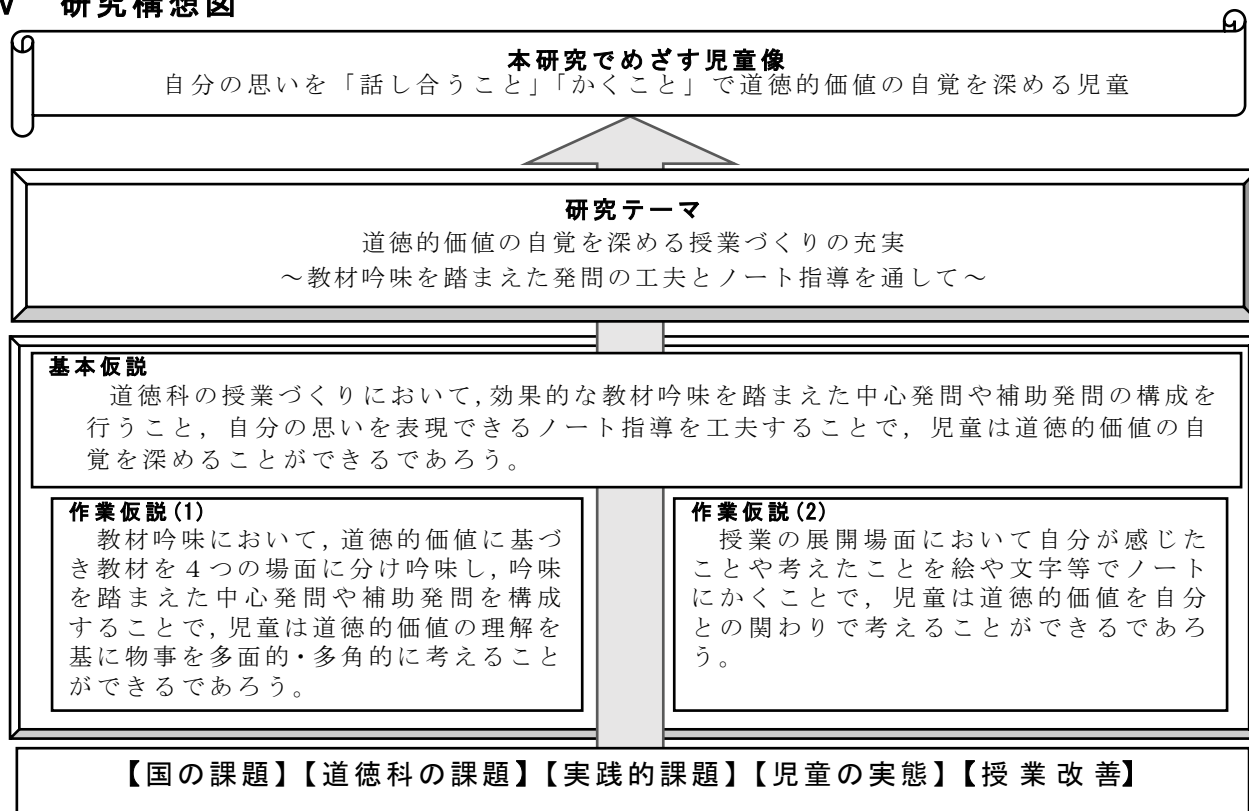 研究構想図
本研究でめざす児童像
自分の思いを「話し合うこと」「かくこと」で道徳的価値の自覚を深める児童
研究テーマ
道徳的価値の自覚を深める授業づくりの充実
～教材吟味を踏まえた発問の工夫とノート指導を通して～
基本仮説
道徳科の授業づくりにおいて,効果的な教材吟味を踏まえた中心発問や補助発問の構成を
行うこと, 自分の思いを表現できるノート指導を工夫することで, 児童は道徳的価値の自
覚を深めることができるであろう。
作業仮説(1)
教材吟味において,道徳的価値に基づ
き教材を4つの場面に分け吟味し,吟味
を踏まえた中心発問や補助発問を構成
することで,児童は道徳的価値の理解を
基に物事を多面的・多角的に考えること
ができるであろう。
作業仮説(2)
授業の展開場面において自分が感じた
ことや考えたことを絵や文字等でノート
にかくことで, 児童は道徳的価値を自分
との関わりで考えることができるであろ
う。
【国の課題】【道徳科の課題】【実践的課題】【児童の実態】【授業改善】